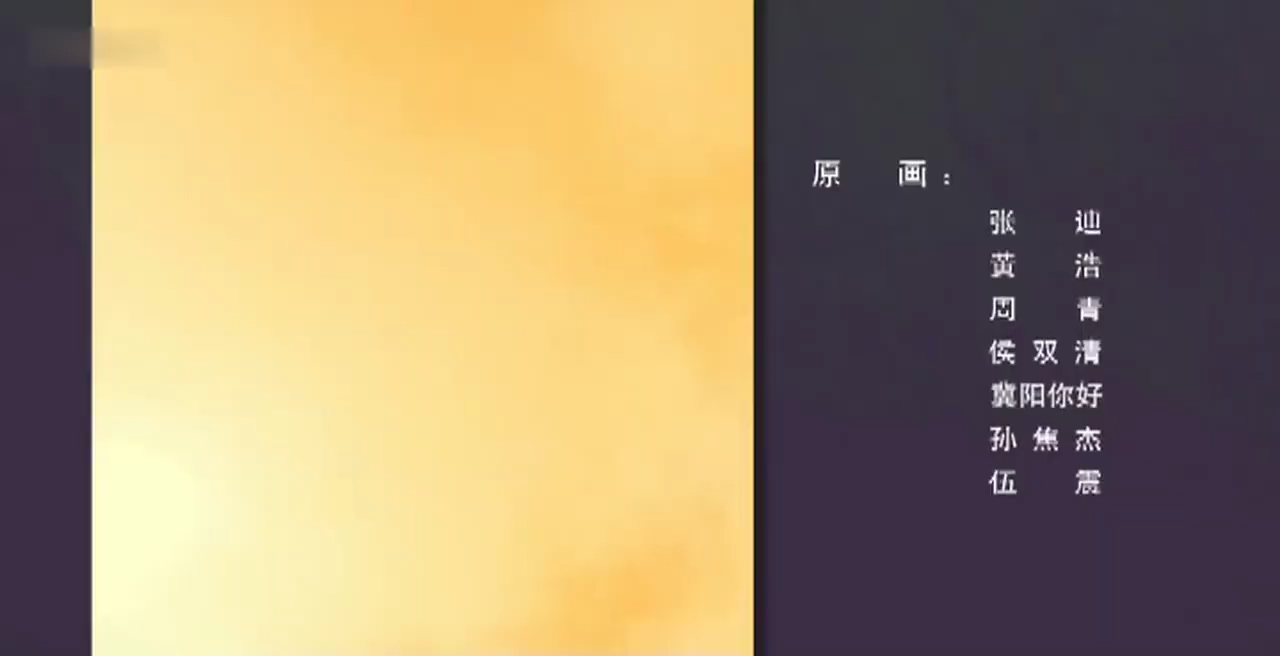 原 画：
张 迪
黄 浩
周 青
侯 双 清
冀阳你好
孙 焦 杰
伍 震